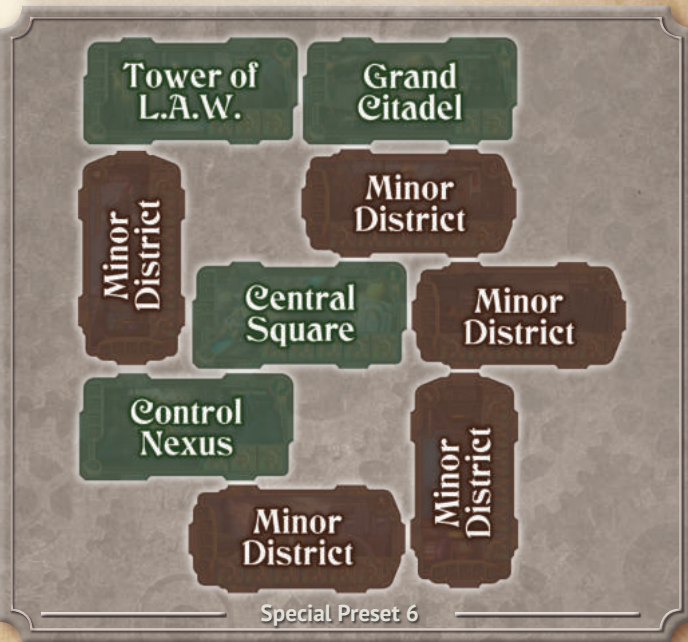 Tower of
L.A.W.
Grand
Citadel
Minor
District
Minor
District
Central
Square
Minor
District
Control
Nexus
Minor
District
Minor
District
Special Preset 6